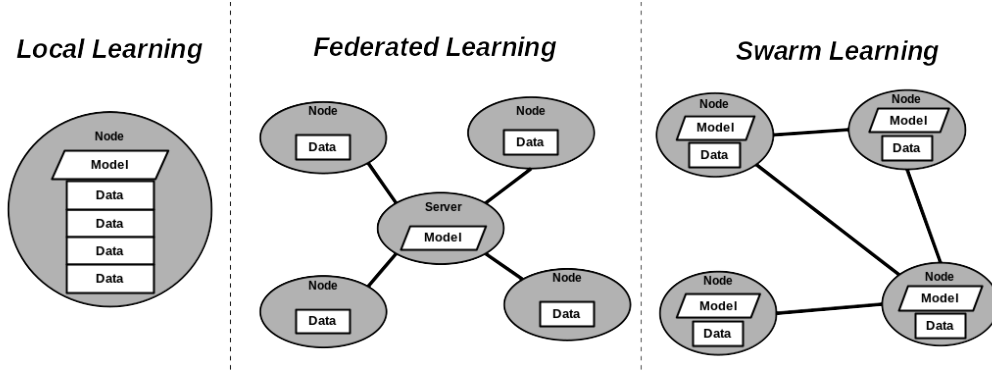 Local Learning
Node
Model
Data
Data
Data
Data
Federated Learning
Node
Data
Node
Data
Server
Model
Node
Data
Node
Data
Swarm Learning
Node
Model
Data
Node
Model
Data
Node
Model
Data
Node
Model
Data